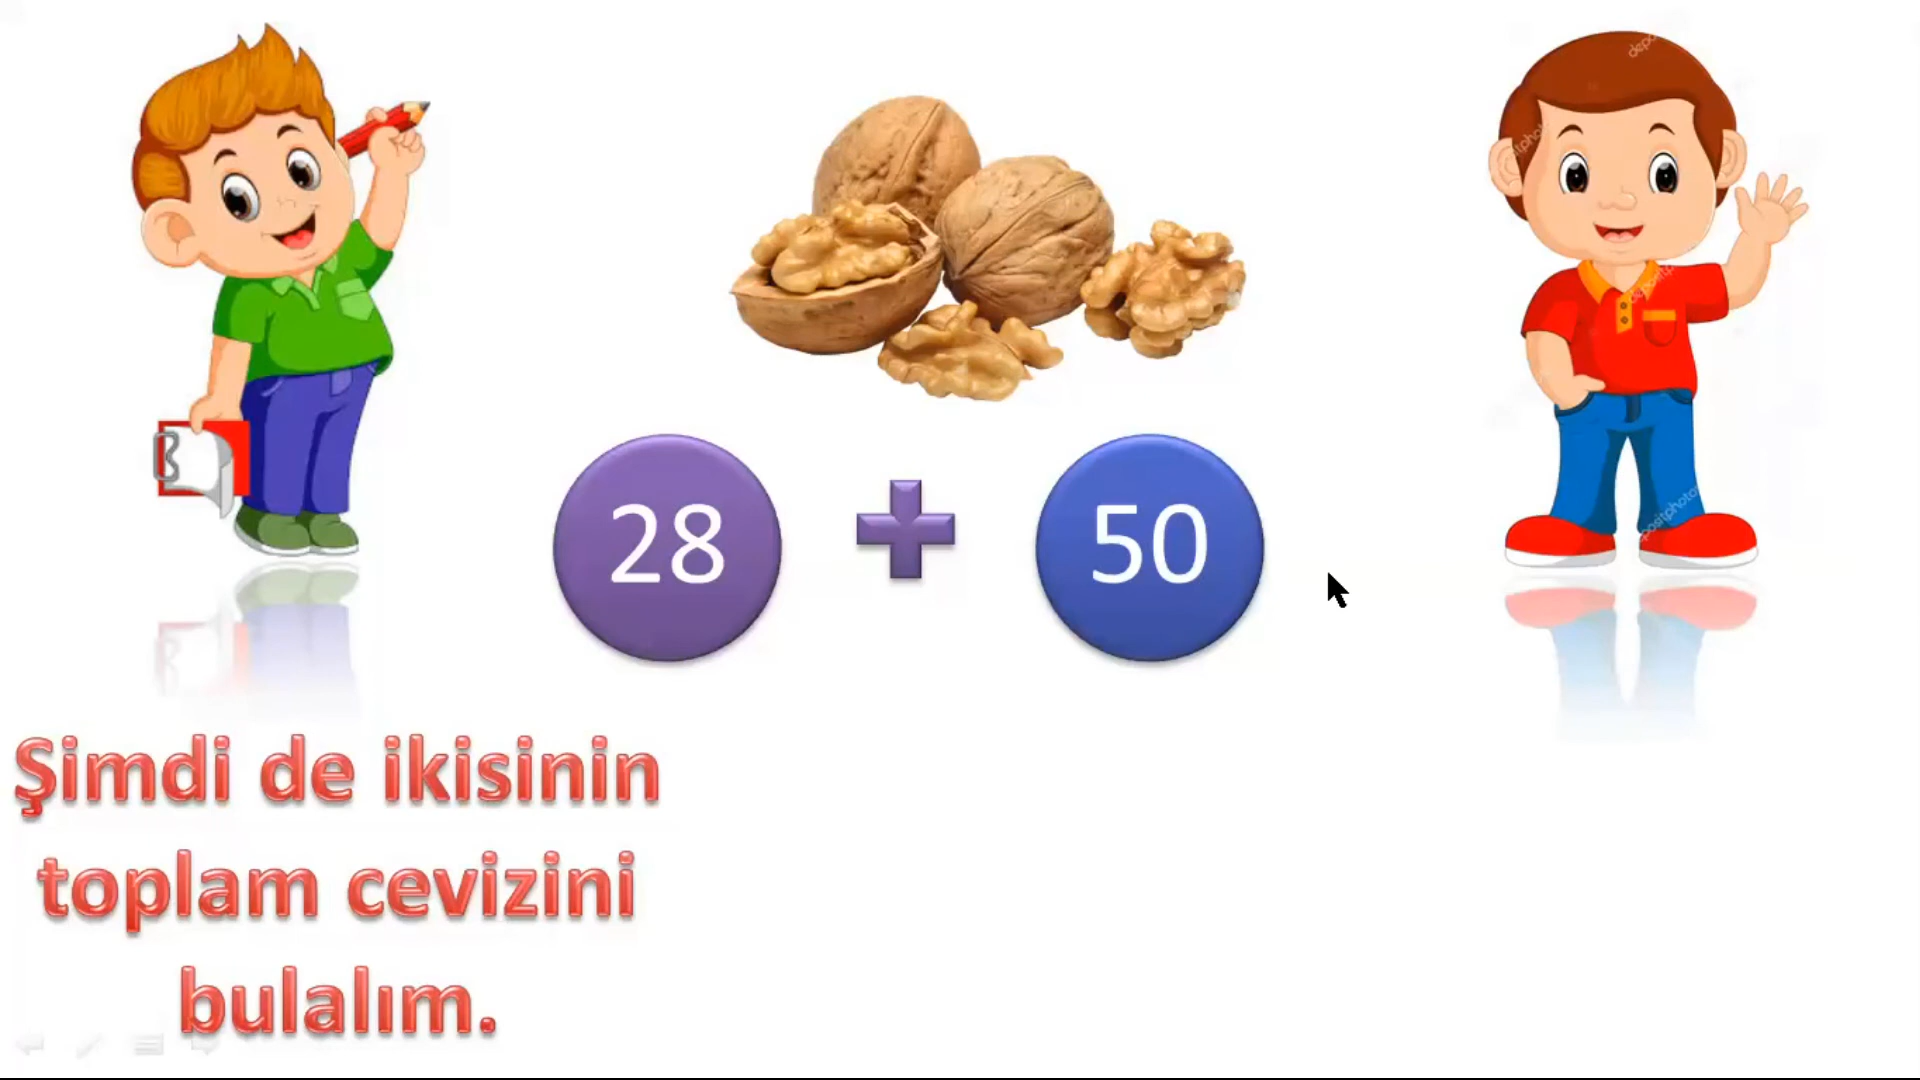 28 + 50
Şimdi de ikisinin
toplam cevizini
bulalım.